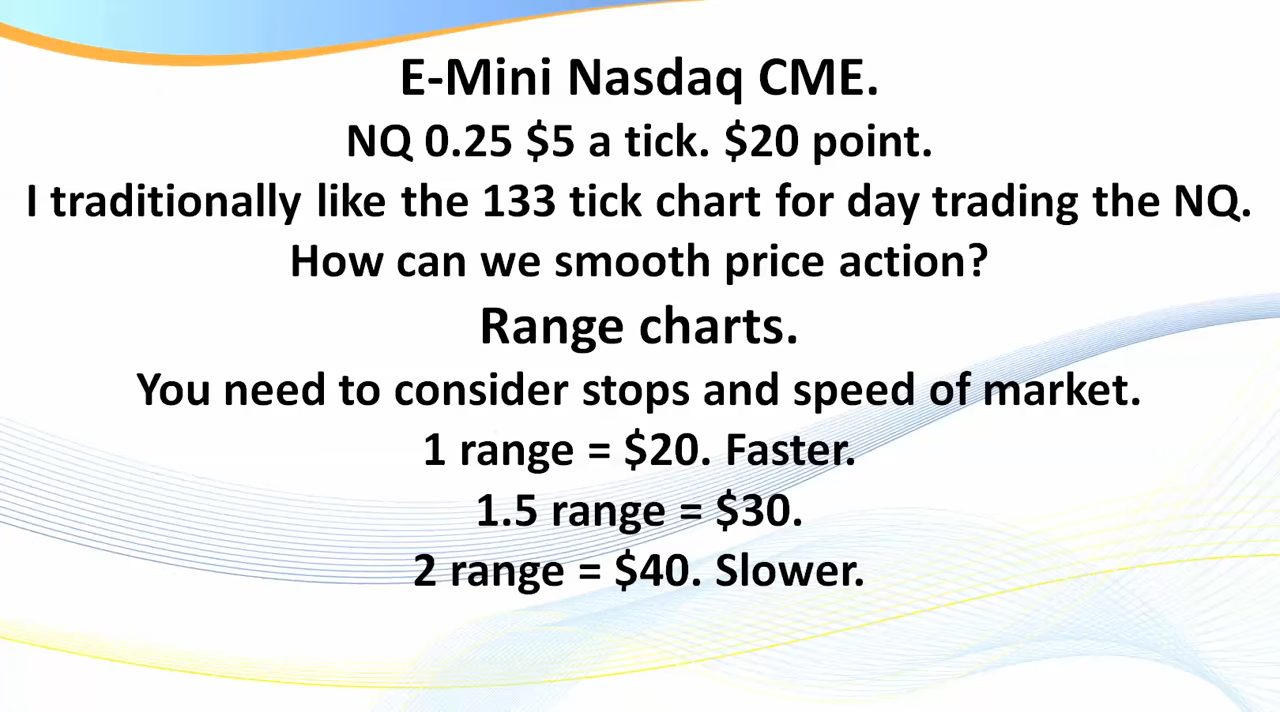 E-Mini Nasdaq CME.
NQ 0.25 $5 a tick. $20 point.
I traditionally like the 133 tick chart for day trading the NQ.
How can we smooth price action?
Range charts.
You need to consider stops and speed of market.
1 range = $20. Faster.
1.5 range = $30.
2 range = $40. Slower.